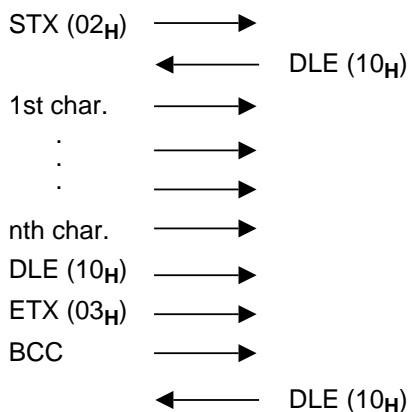 STX (02H)
DLE (10H)
1st char.
.
.
.
nth char.
DLE (10H)
ETX (03H)
BCC
DLE (10H)